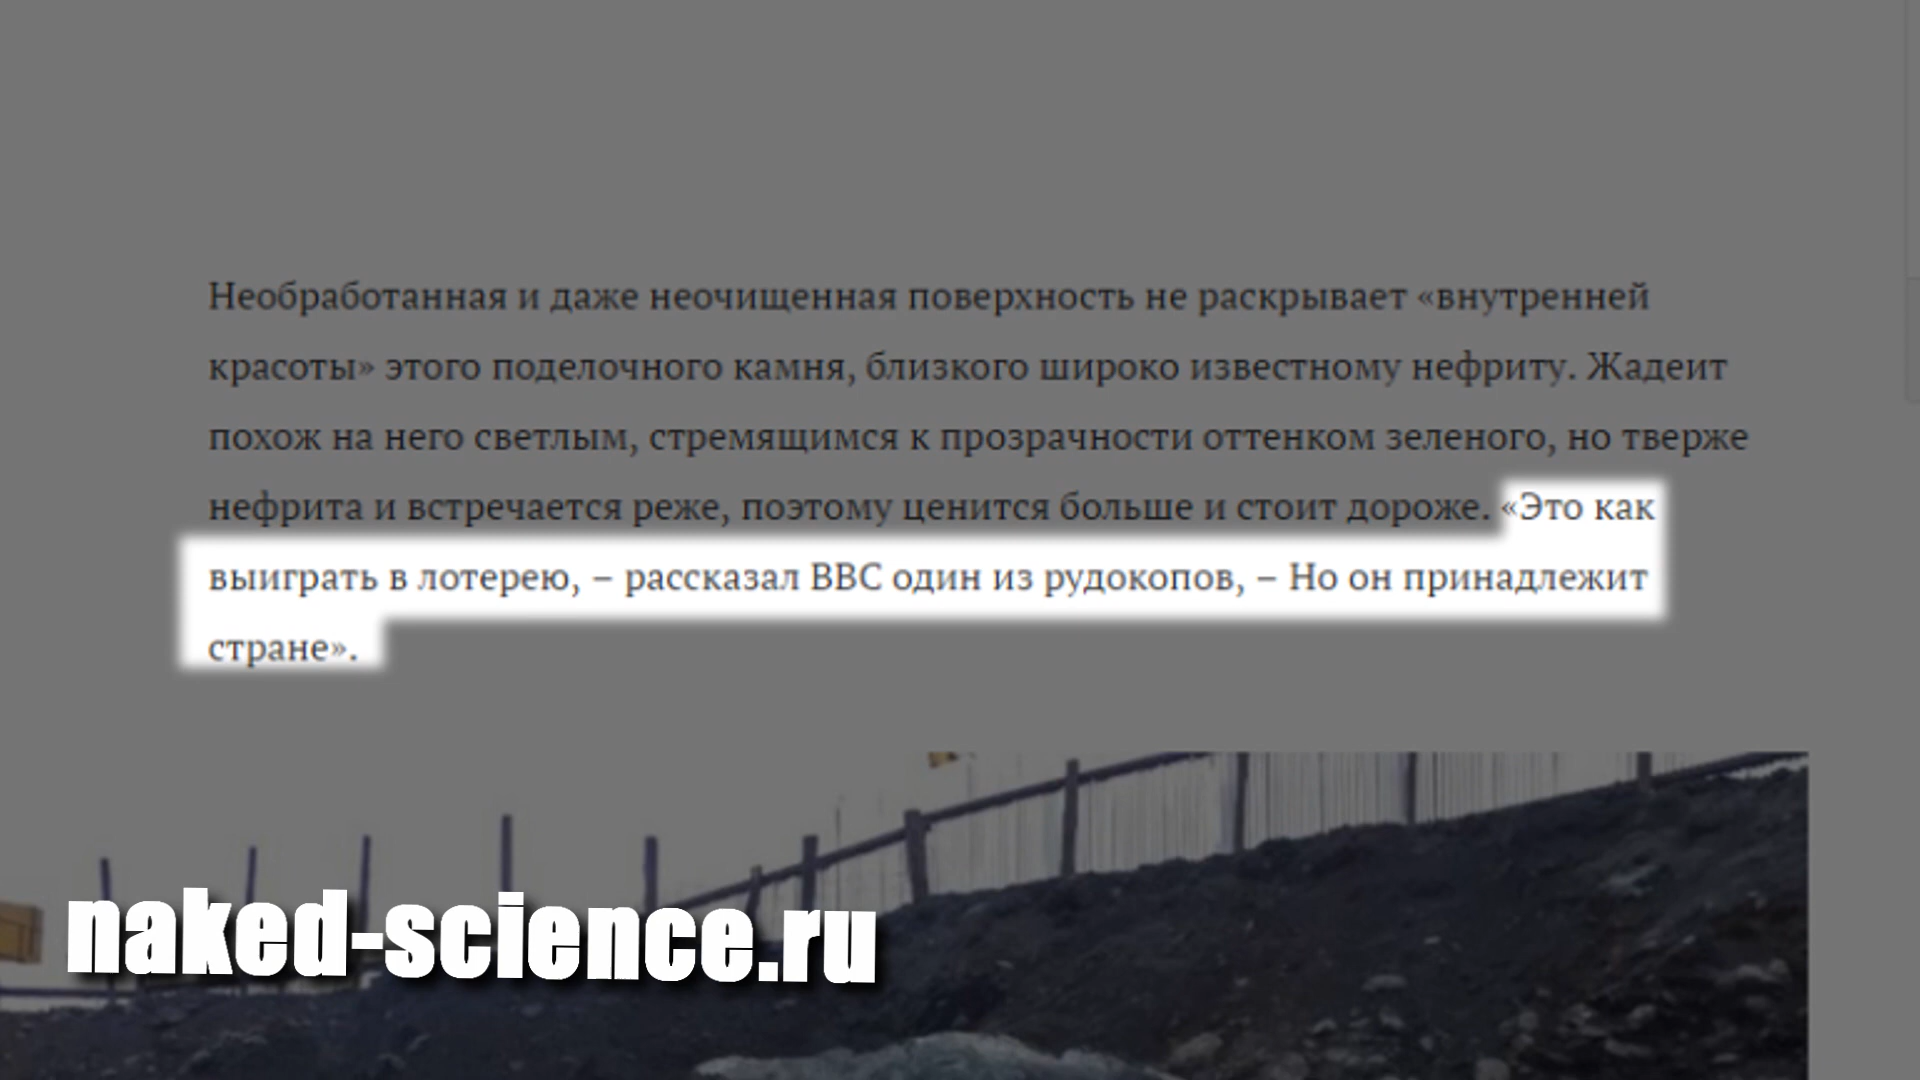 Необработанная и даже неочищенная поверхность не раскрывает «внутренней
красоты» этого поделочного камня, близкого широко известному нефриту. Жадеит
похож на него светлым, стремящимся к прозрачности оттенком зеленого, но тверже
нефрита и встречается реже, поэтому ценится больше и стоит дороже. «Это как
выиграть в лотерею, – рассказал BBC один из рудокопов, – Но он принадлежит
стране».
naked-science.ru